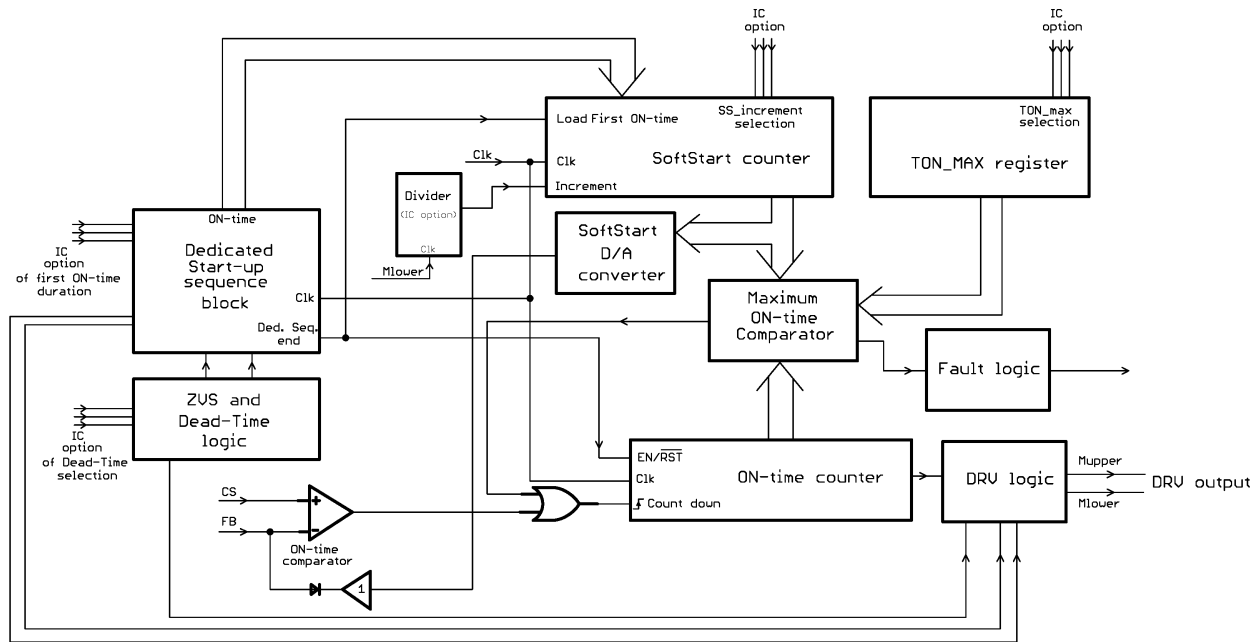 IC
option
IC
option
SS_increment
selection
Load First ON-time
Clk
Clk
SoftStart counter
Increment
TON_max
selection
TON_MAX register
Divider
(IC option)
Clk
Mlower
ON-time
Dedicated
Start-up
sequence
block
Clk
Ded. Seq.
end
IC
option
of first ON-time
duration
SoftStart
D/A
converter
Maximum
ON-time
Comparator
Fault logic
ZVS and
Dead-Time
logic
IC
option
of Dead-Time
selection
EN/RST
Clk
Count down
ON-time counter
DRV logic
Mupper
Mlower
DRV output
CS
FB
+
-
ON-time
comparator
1